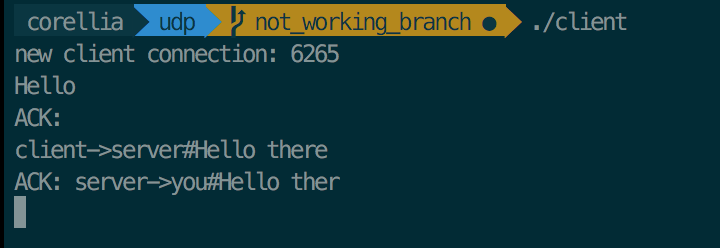 corellia udp not_working_branch ● ./client
new client connection: 6265
Hello
ACK:
client->server#Hello there
ACK: server->you#Hello ther